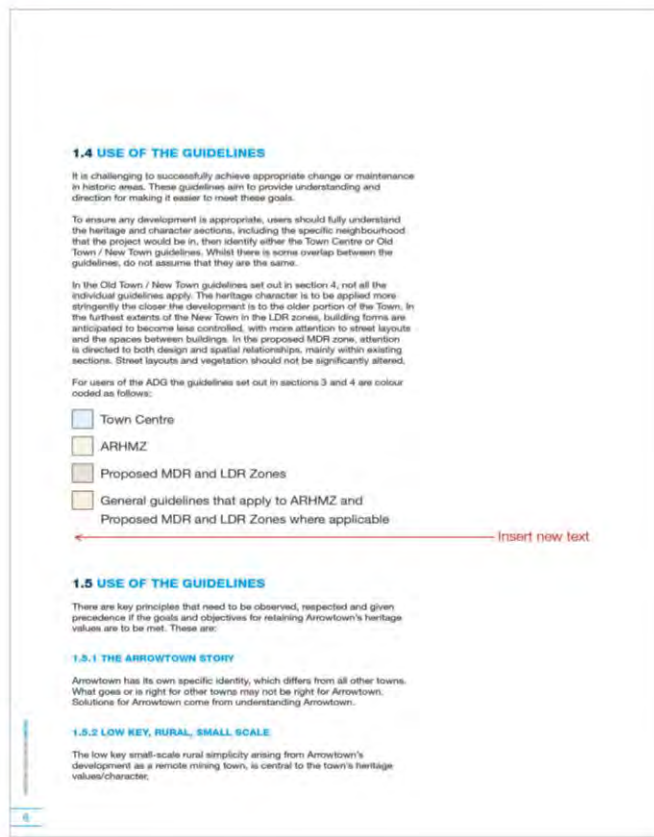 1.4 USE OF THE GUIDELINES
It is challenging to successfully achieve appropriate change or maintenance
in historic areas. These guidelines aim to provide understanding and
direction for making it easier to meet these goals.
To ensure any development is appropriate, users should fully understand
the heritage and character sections, including the specific neighbourhood
that the project would be in, then identify either the Town Centre or Old
Town / New Town guidelines. Whilst there is some overlap between the
guidelines, do not assume that they are the same.
In the Old Town / New Town guidelines set out in section 4, not all the
individual guidelines apply. The heritage character is to be applied more
stringently the closer the development is to the older portion of the Town. In
the furthest extents of the New Town in the LDR zones, building forms are
anticipated to become less controlled, with more attention to street layouts
and the spaces between buildings. In the proposed MDR zone, attention
is directed to both design and spatial relationships, mainly within existing
sections. Street layouts and vegetation should not be significantly altered.
For users of the ADG the guidelines set out in sections 3 and 4 are colour
coded as follows:
Town Centre
ARHMZ
Proposed MDR and LDR Zones
General guidelines that apply to ARHMZ and
Proposed MDR and LDR Zones where applicable
Insert new text
1.5 USE OF THE GUIDELINES
There are key principles that need to be observed, respected and given
precedence if the goals and objectives for retaining Arrowtown's heritage
values are to be met. These are:
1.5.1 THE ARROWTOWN STORY
Arrowtown has its own specific identity, which differs from all other towns.
What goes or is right for other towns may not be right for Arrowtown.
Solutions for Arrowtown come from understanding Arrowtown.
1.5.2 LOW KEY, RURAL, SMALL SCALE
The low key small-scale rural simplicity arising from Arrowtown's
development as a remote mining town, is central to the town's heritage
values/character.